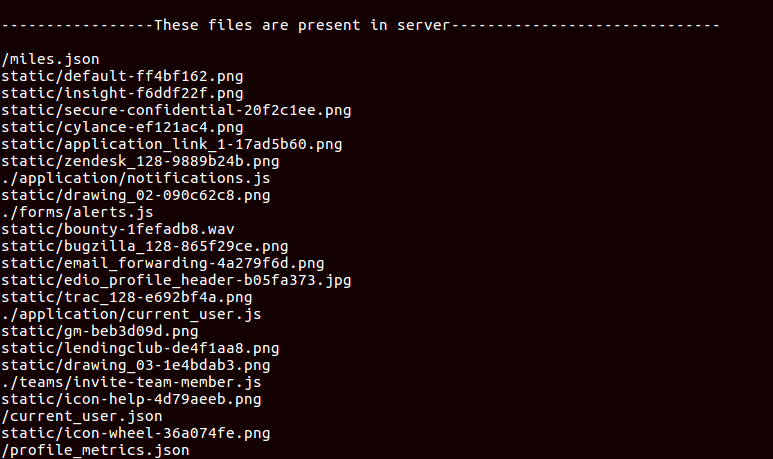 -----------------These files are present in server------------------------------
/miles.json
static/default-ff4bf162.png
static/insight-f6ddf22f.png
static/secure-confidential-20f2c1ee.png
static/cylance-ef121ac4.png
static/application_link_1-17ad5b60.png
static/zendesk_128-9889b24b.png
./application/notifications.js
static/drawing_02-090c62c8.png
./forms/alerts.js
static/bounty-1fefadb8.wav
static/bugzilla_128-865f29ce.png
static/email_forwarding-4a279f6d.png
static/edio_profile_header-b05fa373.jpg
static/trac_128-e692bf4a.png
./application/current_user.js
static/gm-beb3d09d.png
static/lendingclub-de4f1aa8.png
static/drawing_03-1e4bdab3.png
./teams/invite-team-member.js
static/icon-help-4d79aeeb.png
/current_user.json
static/icon-wheel-36a074fe.png
/profile_metrics.json